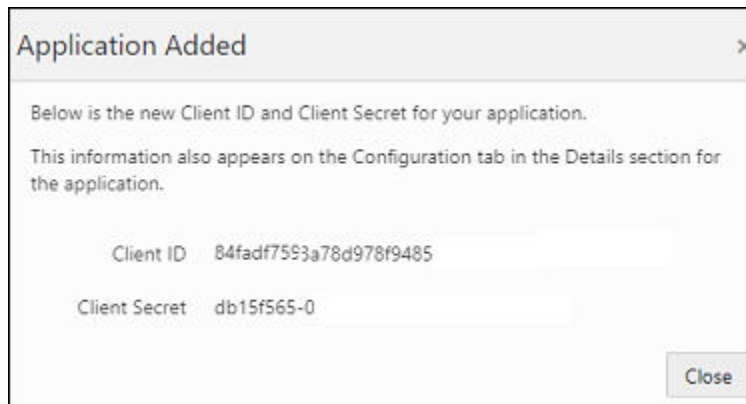 Application Added
Below is the new Client ID and Client Secret for your application.
This information also appears on the Configuration tab in the Details section for
the application.
Client ID 84fadf7593a78d978f9485
Client Secret db15f565-0
Close